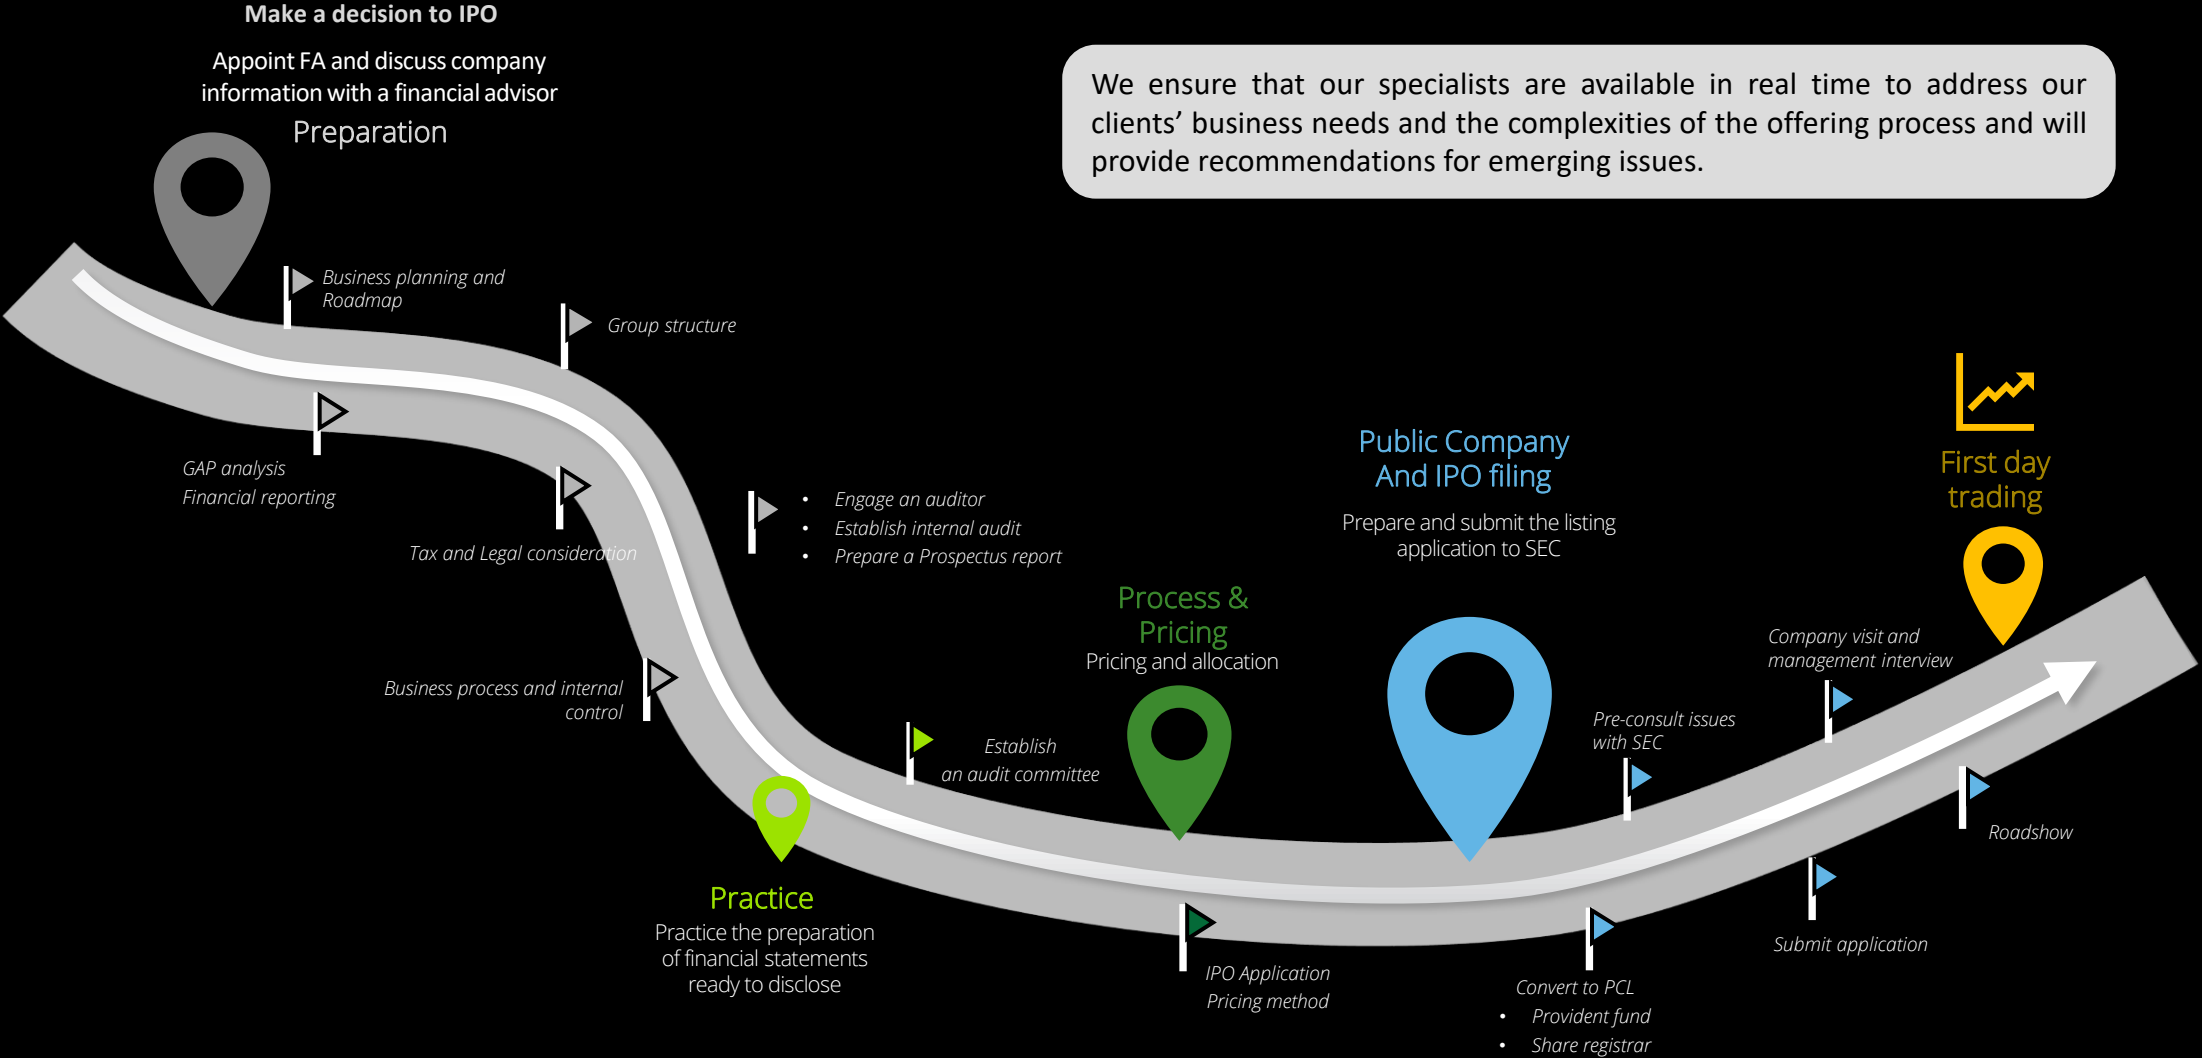 Make a decision to IPO
Appoint FA and discuss company
information with a financial advisor
Preparation
We ensure that our specialists are available in real time to address our
clients’ business needs and the complexities of the offering process and will
provide recommendations for emerging issues.
Business planning and
Roadmap
Group structure
GAP analysis
Financial reporting
Tax and Legal consideration
• Engage an auditor
• Establish internal audit
• Prepare a Prospectus report
Business process and internal
control
Practice
Practice the preparation
of financial statements
ready to disclose
Establish
an audit committee
Process &
Pricing
Pricing and allocation
IPO Application
Pricing method
Public Company
And IPO filing
Prepare and submit the listing
application to SEC
Convert to PCL
• Provident fund
• Share registrar
Pre-consult issues
with SEC
Submit application
Company visit and
management interview
Roadshow
First day
trading